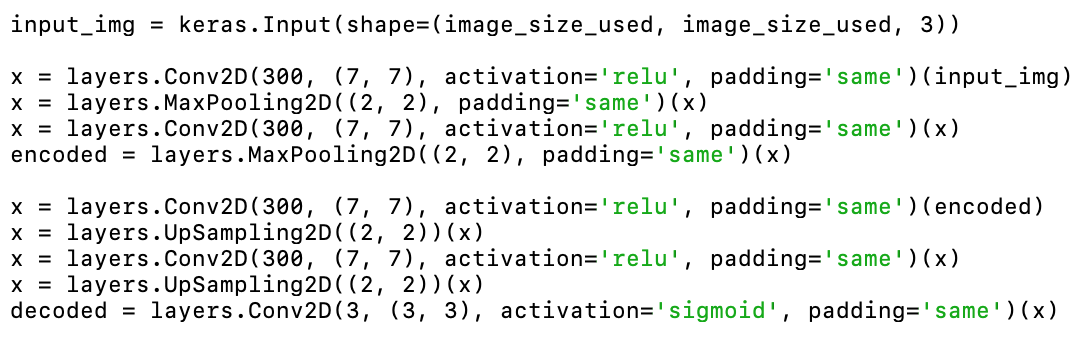 input_img = keras.Input(shape=(image_size_used, image_size_used, 3))
x = layers.Conv2D(300, (7, 7), activation='relu', padding='same')(input_img)
x = layers.MaxPooling2D((2, 2), padding='same')(x)
x = layers.Conv2D(300, (7, 7), activation='relu', padding='same')(x)
encoded = layers.MaxPooling2D((2, 2), padding='same')(x)
x = layers.Conv2D(300, (7, 7), activation='relu', padding='same')(encoded)
x = layers.UpSampling2D((2, 2))(x)
x = layers.Conv2D(300, (7, 7), activation='relu', padding='same')(x)
x = layers.UpSampling2D((2, 2))(x)
decoded = layers.Conv2D(3, (3, 3), activation='sigmoid', padding='same')(x)